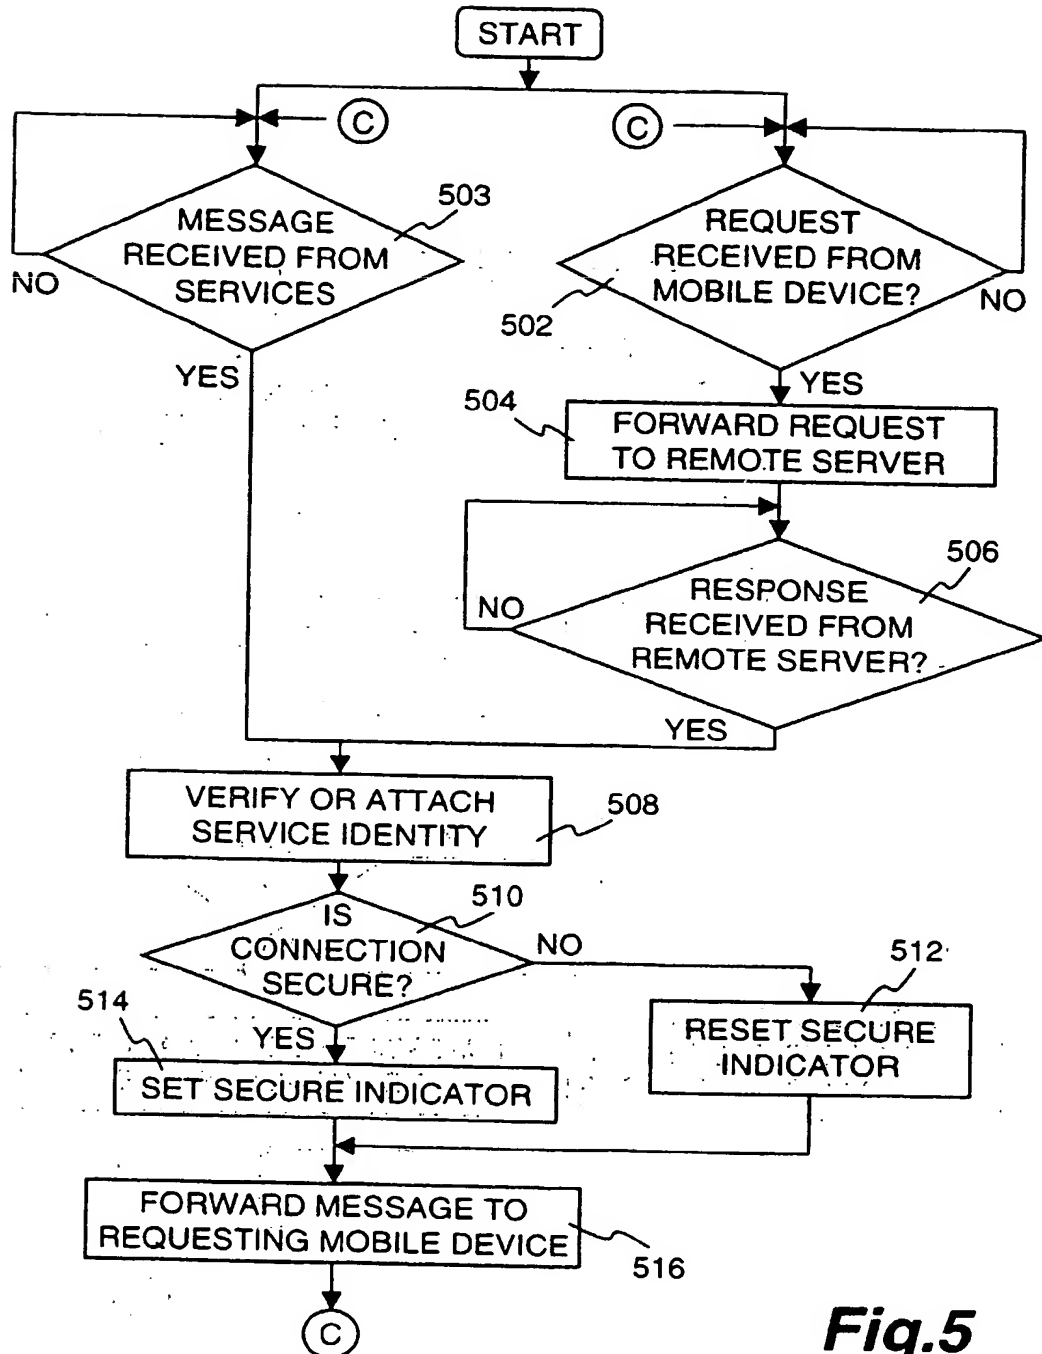 START
C
C
503
MESSAGE
RECEIVED FROM
SERVICES
NO
YES
REQUEST
RECEIVED FROM
MOBILE DEVICE?
502
NO
YES
504
FORWARD REQUEST
TO REMOTE SERVER
506
RESPONSE
RECEIVED FROM
REMOTE SERVER?
NO
YES
VERIFY OR ATTACH
SERVICE IDENTITY
508
510
IS
CONNECTION
SECURE?
NO
YES
512
RESET SECURE
INDICATOR
514
SET SECURE INDICATOR
FORWARD MESSAGE TO
REQUESTING MOBILE DEVICE
516
C
Fig.5